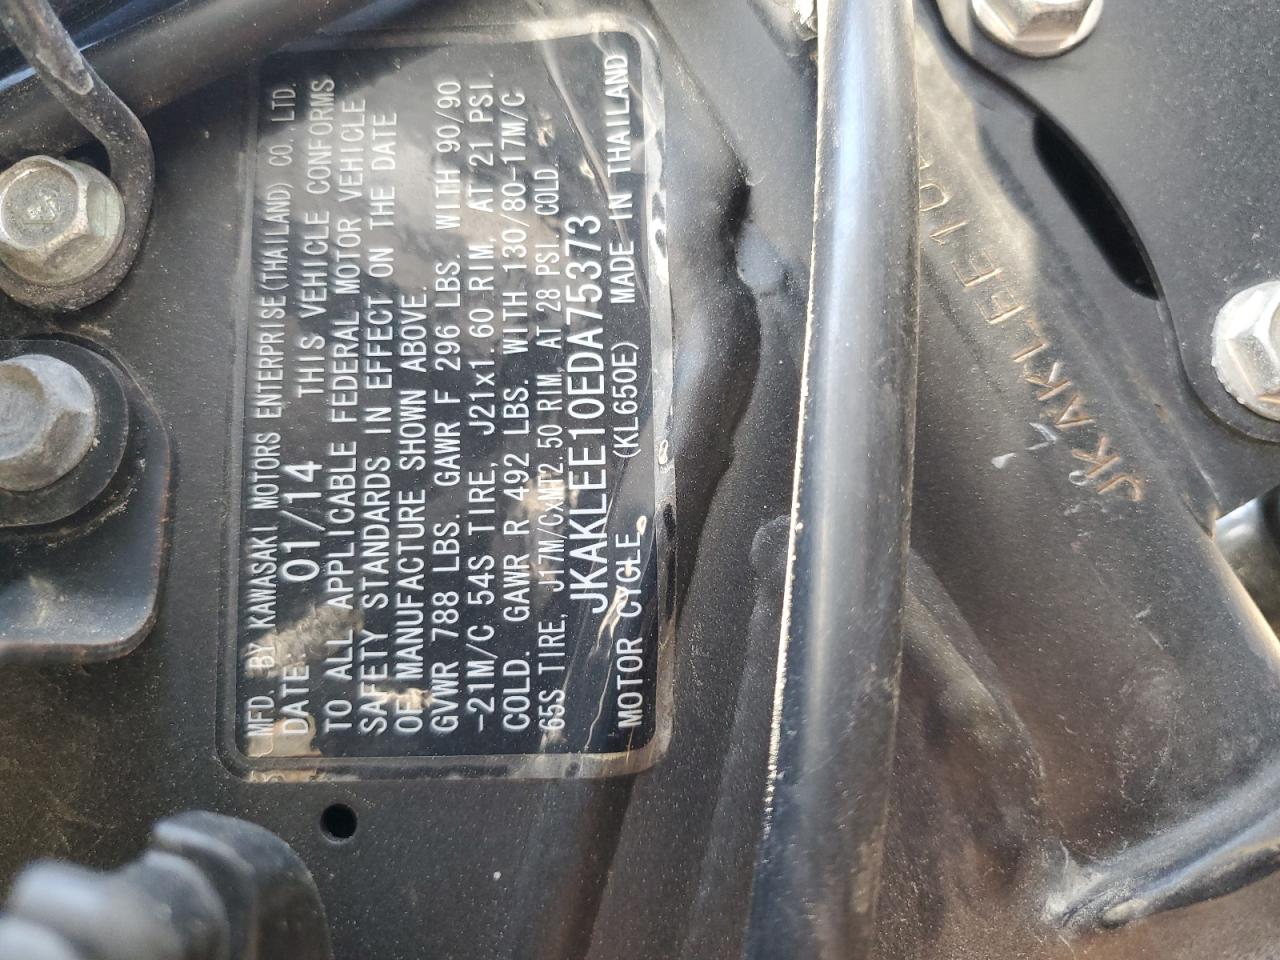 MFD. BY KAWASAKI MOTORS ENTERPRISE(THAILAND) CO.,LTD.
DATE 01/14 THIS VEHICLE CONFORMS
TO ALL APPLICABLE FEDERAL MOTOR VEHICLE
SAFETY STANDARDS IN EFFECT ON THE DATE
OF MANUFACTURE SHOWN ABOVE.
GVWR 788 LBS. GAWR F 296 LBS. WITH 90/90
-21M/C 54S TIRE, J21x1.60 RIM, AT 21 PSI.
COLD. GAWR R 492 LBS. WITH 130/80-17M/C
65S TIRE, J17M/CxMT2.50 RIM, AT 28 PSI. COLD.
JKAKLEE10EDA75373
MOTOR CYCLE (KL650E) MADE IN THAILAND
JKAKLEE10